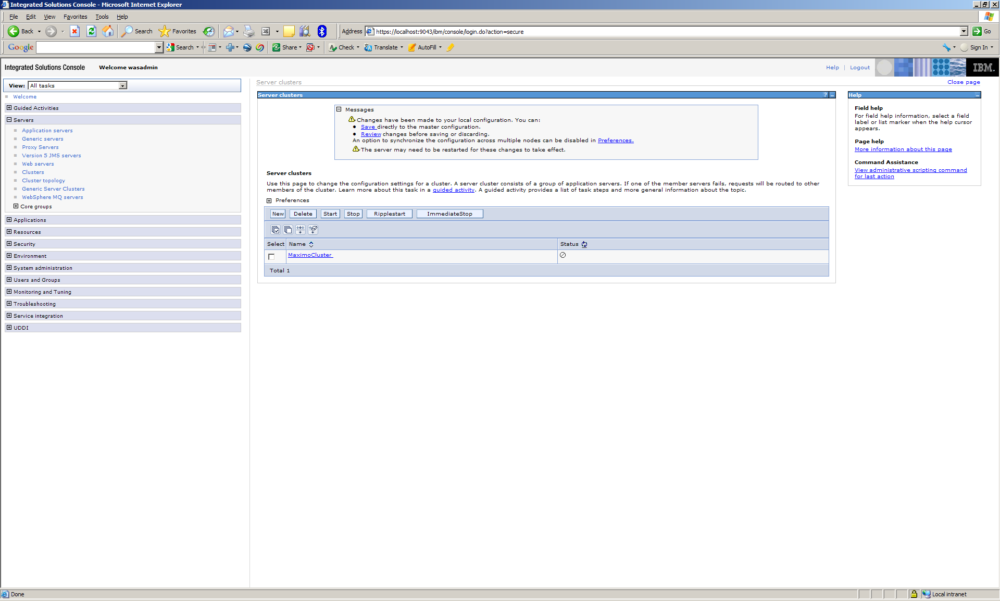 Integrated Solutions Console - Microsoft Internet Explorer
File Edit View Favorites Tools Help
Back Search Favorites Address https://localhost:9043/ibm/console/login.do?action=secure Go
Google Search Share Check Translate AutoFill Sign In
Integrated Solutions Console Welcome wasadmin Help | Logout IBM.
View: All tasks
Welcome
Guided Activities
Servers
Application servers
Generic servers
Proxy Servers
Version 5 JMS servers
Web servers
Clusters
Cluster topology
Generic Server Clusters
WebSphere MQ servers
Core groups
Applications
Resources
Security
Environment
System administration
Users and Groups
Monitoring and Tuning
Troubleshooting
Service integration
UDDI
Server clusters Close page
Server clusters ?
Messages
Changes have been made to your local configuration. You can:
Save directly to the master configuration.
Review changes before saving or discarding.
An option to synchronize the configuration across multiple nodes can be disabled in Preferences.
The server may need to be restarted for these changes to take effect.
Server clusters
Use this page to change the configuration settings for a cluster. A server cluster consists of a group of application servers. If one of the member servers fails, requests will be routed to other
members of the cluster. Learn more about this task in a guided activity. A guided activity provides a list of task steps and more general information about the topic.
Preferences
New Delete Start Stop Ripplestart ImmediateStop
Select Name Status
MaximoCluster
Total 1
Help
Field help
For field help information, select a field
label or list marker when the help cursor
appears.
Page help
More information about this page
Command Assistance
View administrative scripting command
for last action
Done Local intranet